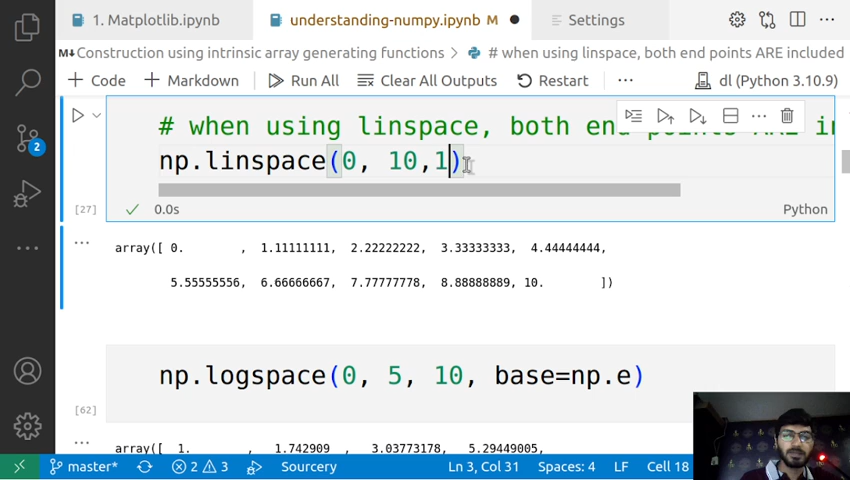 1. Matplotlib.ipynb understanding-numpy.ipynb M Settings
Construction using intrinsic array generating functions > # when using linspace, both end points ARE included
+ Code + Markdown Run All Clear All Outputs Restart ... dl (Python 3.10.9)
# when using linspace, both end points ARE in
np.linspace(0, 10,1)
[27] 0.0s Python
array([ 0. , 1.11111111, 2.22222222, 3.33333333, 4.44444444,
5.55555556, 6.66666667, 7.77777778, 8.88888889, 10. ])
np.logspace(0, 5, 10, base=np.e)
[62]
array([ 1. , 1.742909 , 3.03773178, 5.29449005,
2
master* 2 3 Sourcery Ln 3, Col 31 Spaces: 4 LF Cell 18